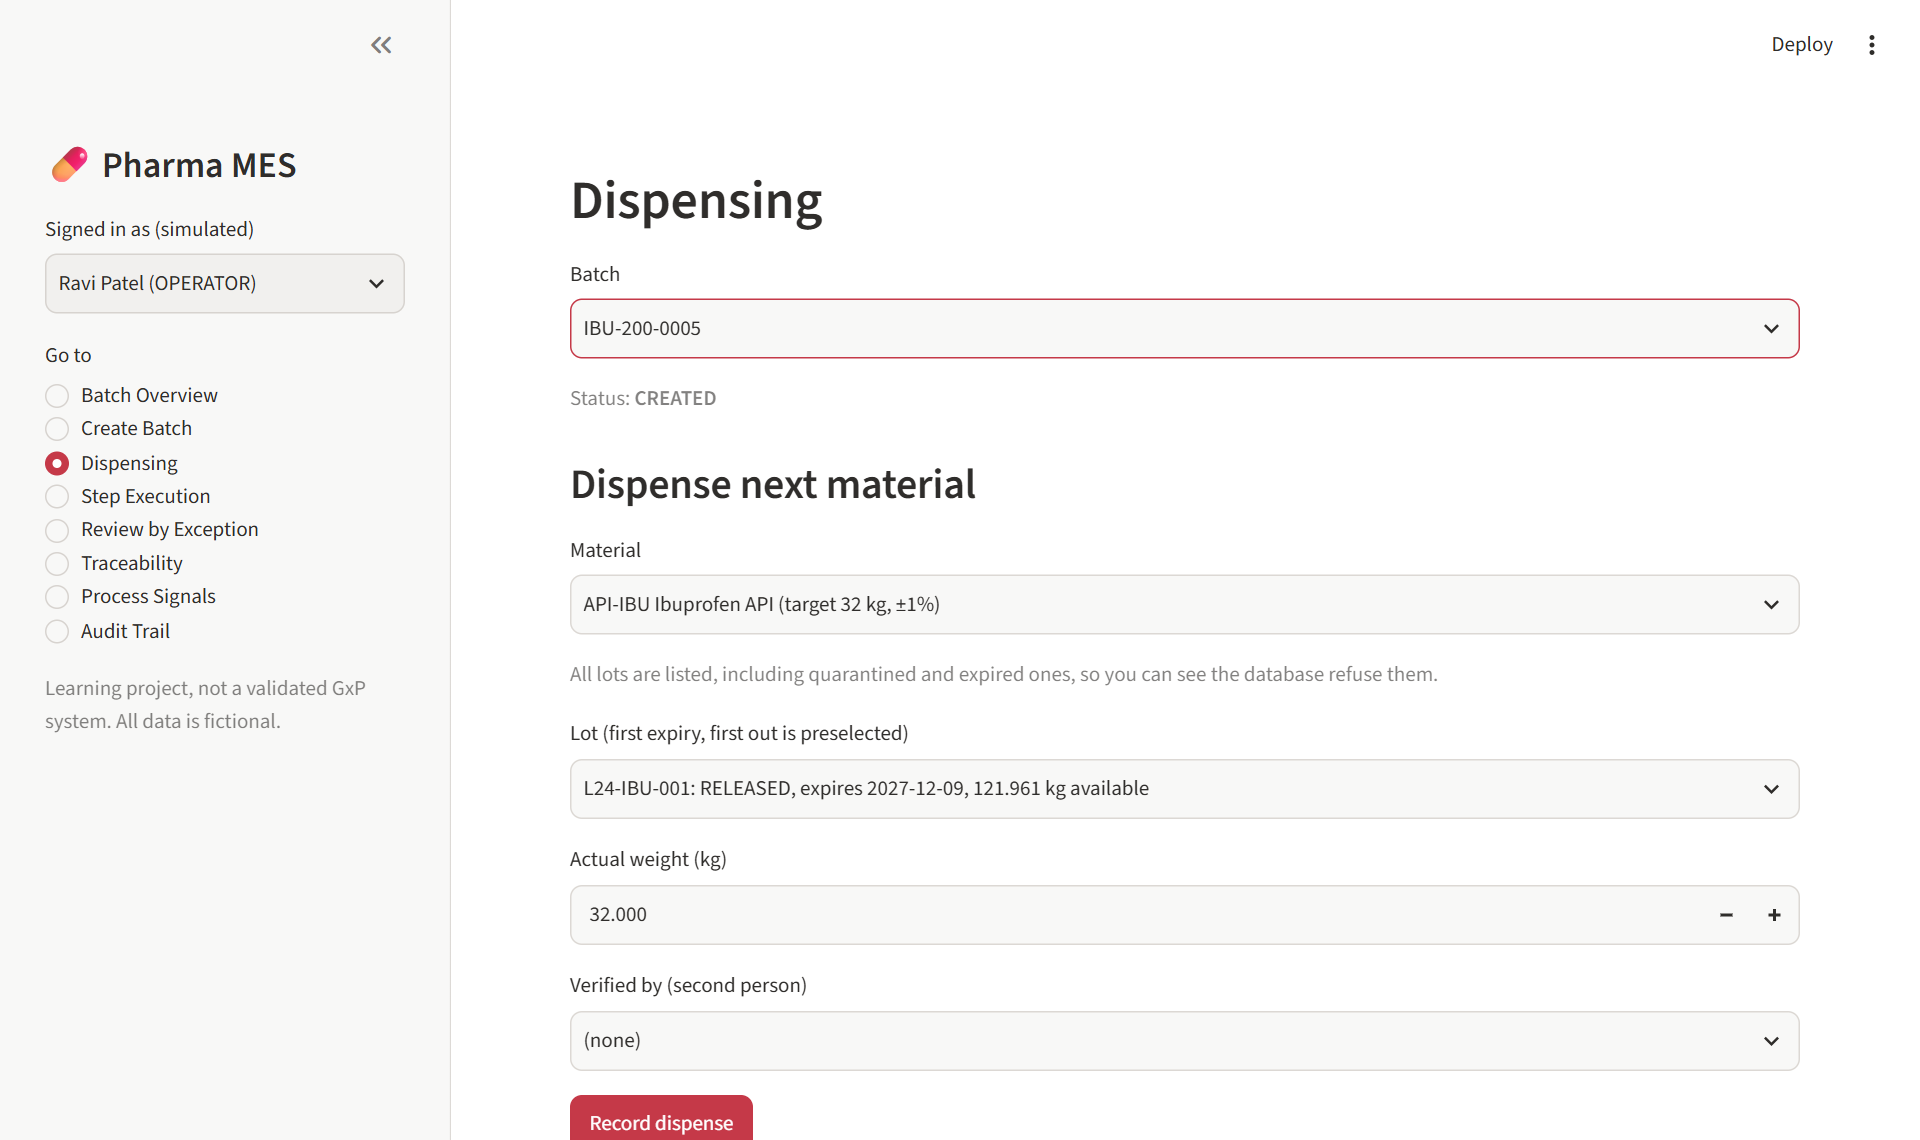 Deploy
Pharma MES
Signed in as (simulated)
Ravi Patel (OPERATOR)
Go to
Batch Overview
Create Batch
Dispensing
Step Execution
Review by Exception
Traceability
Process Signals
Audit Trail
Learning project, not a validated GxP
system. All data is fictional.
Dispensing
Batch
IBU-200-0005
Status: CREATED
Dispense next material
Material
API-IBU Ibuprofen API (target 32 kg, ±1%)
All lots are listed, including quarantined and expired ones, so you can see the database refuse them.
Lot (first expiry, first out is preselected)
L24-IBU-001: RELEASED, expires 2027-12-09, 121.961 kg available
Actual weight (kg)
32.000
Verified by (second person)
(none)
Record dispense